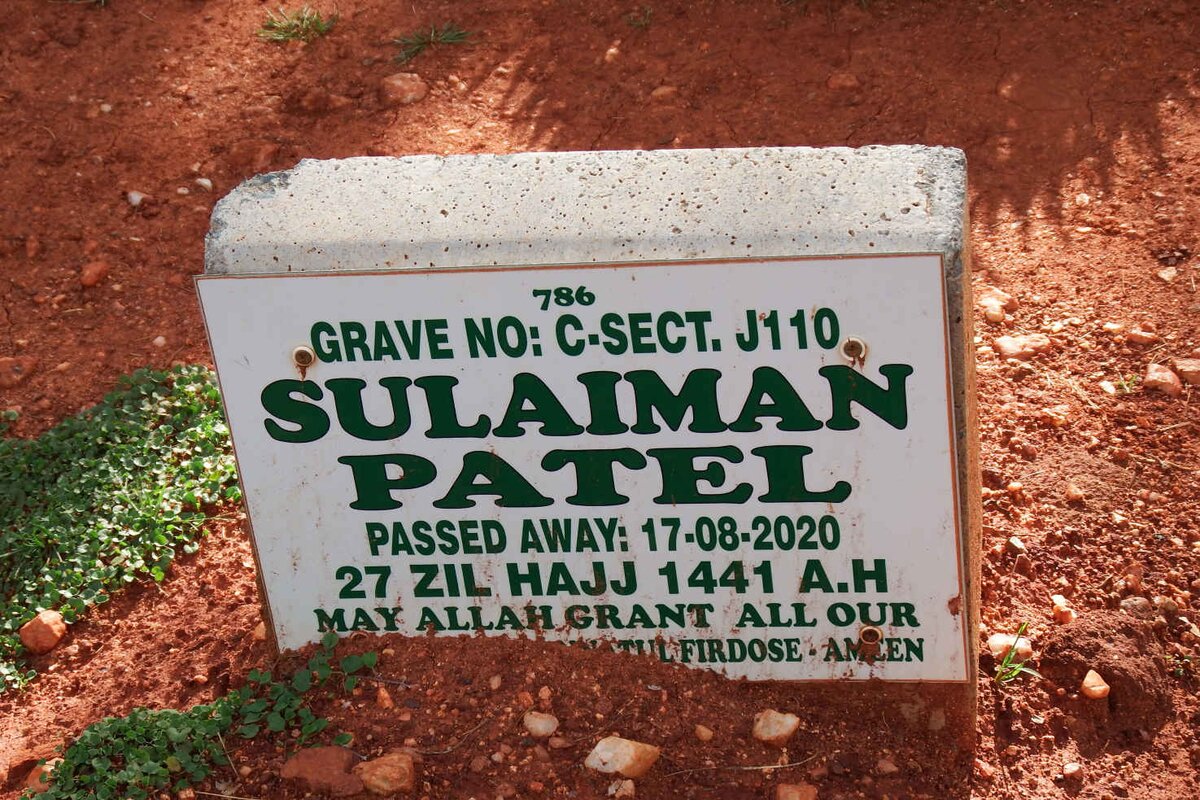 786
GRAVE NO: C-SECT. J110
SULAIMAN
PATEL
PASSED AWAY: 17-08-2020
27 ZIL HAJJ 1441 A.H
MAY ALLAH GRANT ALL OUR
FIRDOSE - AMEEN